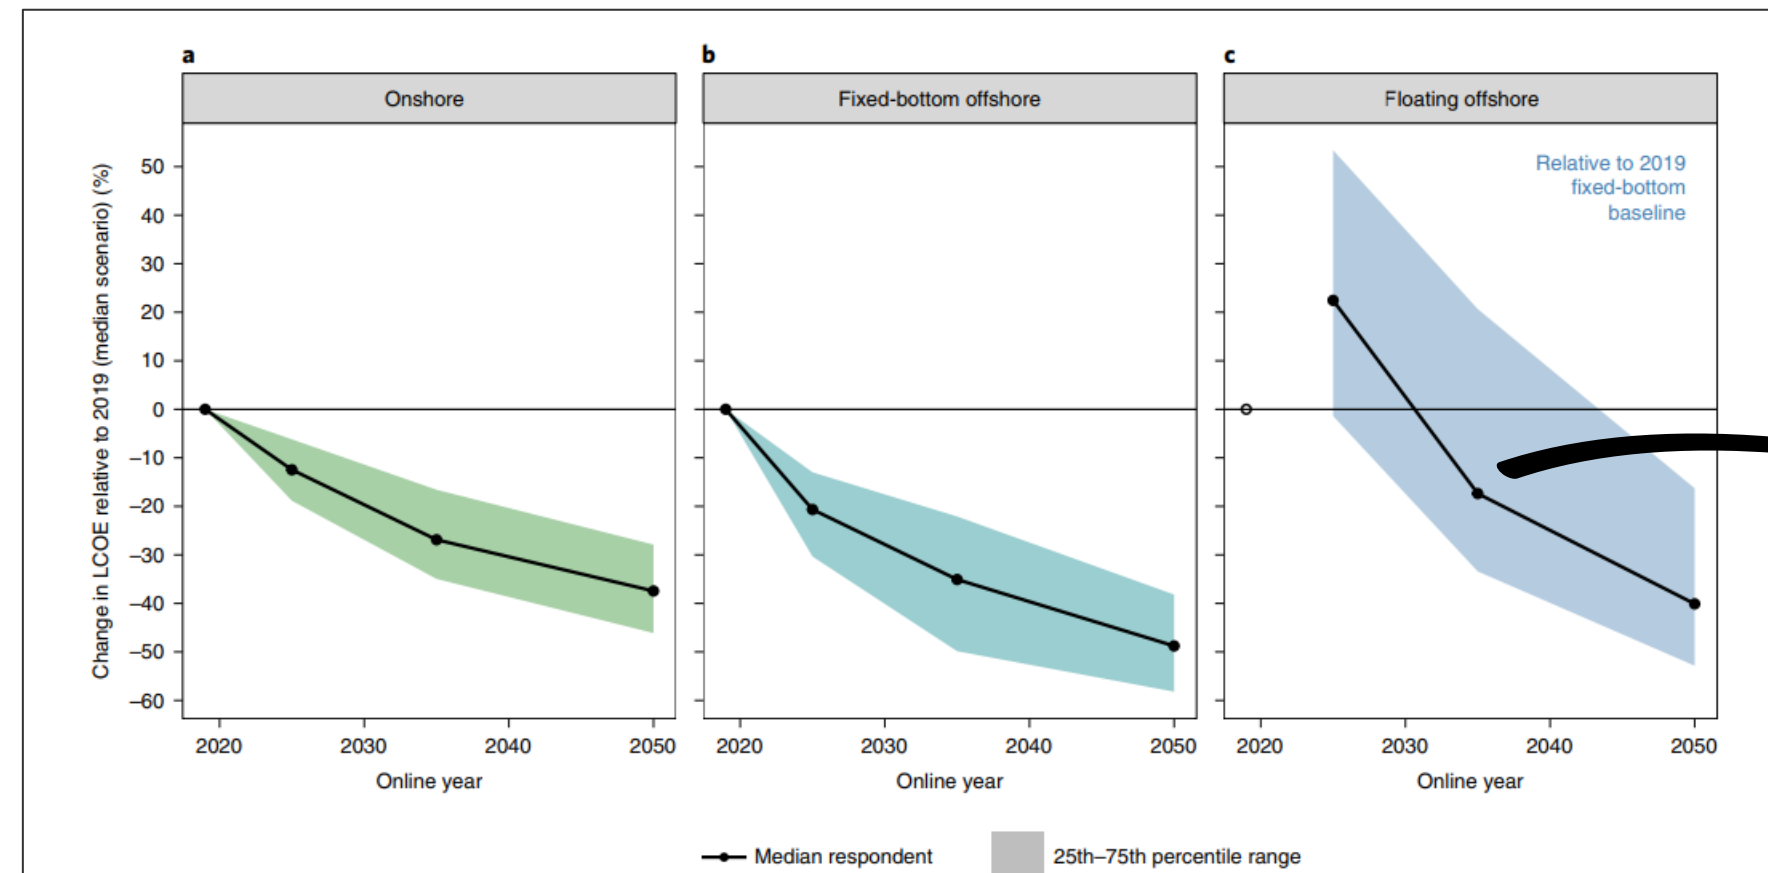 a
b
c
Onshore
Fixed-bottom offshore
Floating offshore
Change in LCOE relative to 2019 (median scenario) (%)
50
40
30
20
10
0
–10
–20
–30
–40
–50
–60
Relative to 2019
fixed-bottom
baseline
2020 2030 2040 2050
2020 2030 2040 2050
2020 2030 2040 2050
Online year
Online year
Online year
Median respondent
25th–75th percentile range